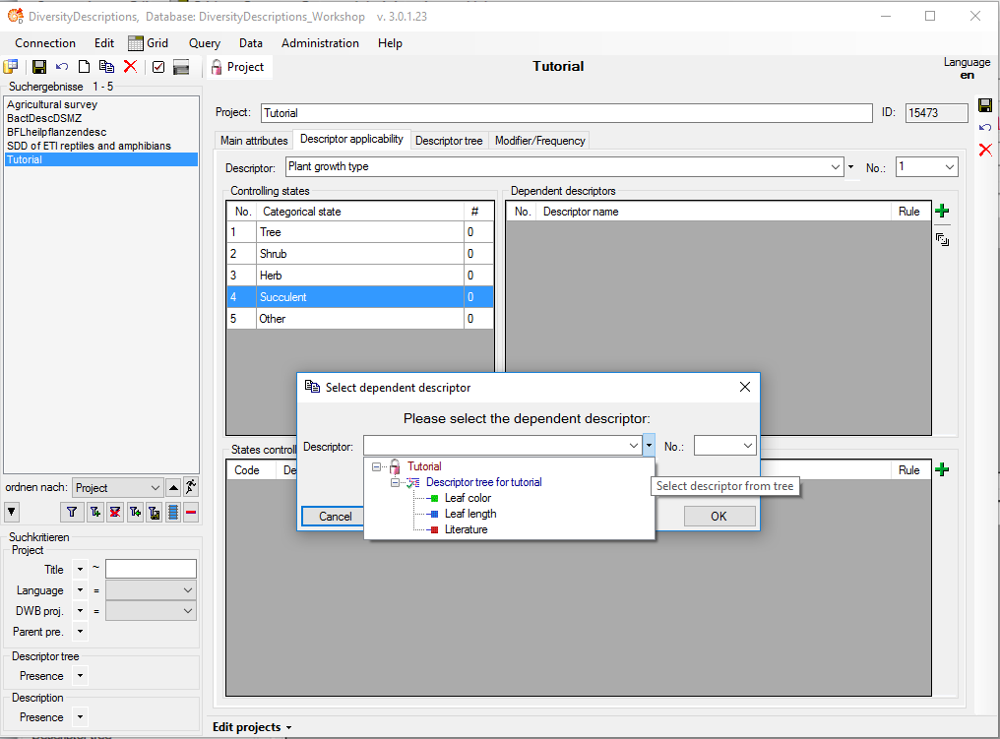 DiversityDescriptions, Database: DiversityDescriptions_Workshop v. 3.0.1.23
Connection Edit Grid Query Data Administration Help
Project
Tutorial
Language
en
Suchergebnisse 1 - 5
Agricultural survey
BactDescDSMZ
BFLheilpflanzendesc
SDD of ETI reptiles and amphibians
Tutorial
Project: Tutorial ID: 15473
Main attributes Descriptor applicability Descriptor tree Modifier/Frequency
Descriptor: Plant growth type No.: 1
Controlling states
No. Categorical state #
1 Tree 0
2 Shrub 0
3 Herb 0
4 Succulent 0
5 Other 0
Dependent descriptors
No. Descriptor name Rule
Select dependent descriptor
Please select the dependent descriptor:
Descriptor: No.:
Tutorial
Descriptor tree for tutorial
Leaf color
Leaf length
Literature
Select descriptor from tree
Cancel OK
States controll
Code De Rule
ordnen nach: Project
Suchkritieren
Project
Title ~
Language =
DWB proj. =
Parent pre.
Descriptor tree
Presence
Description
Presence
Edit projects